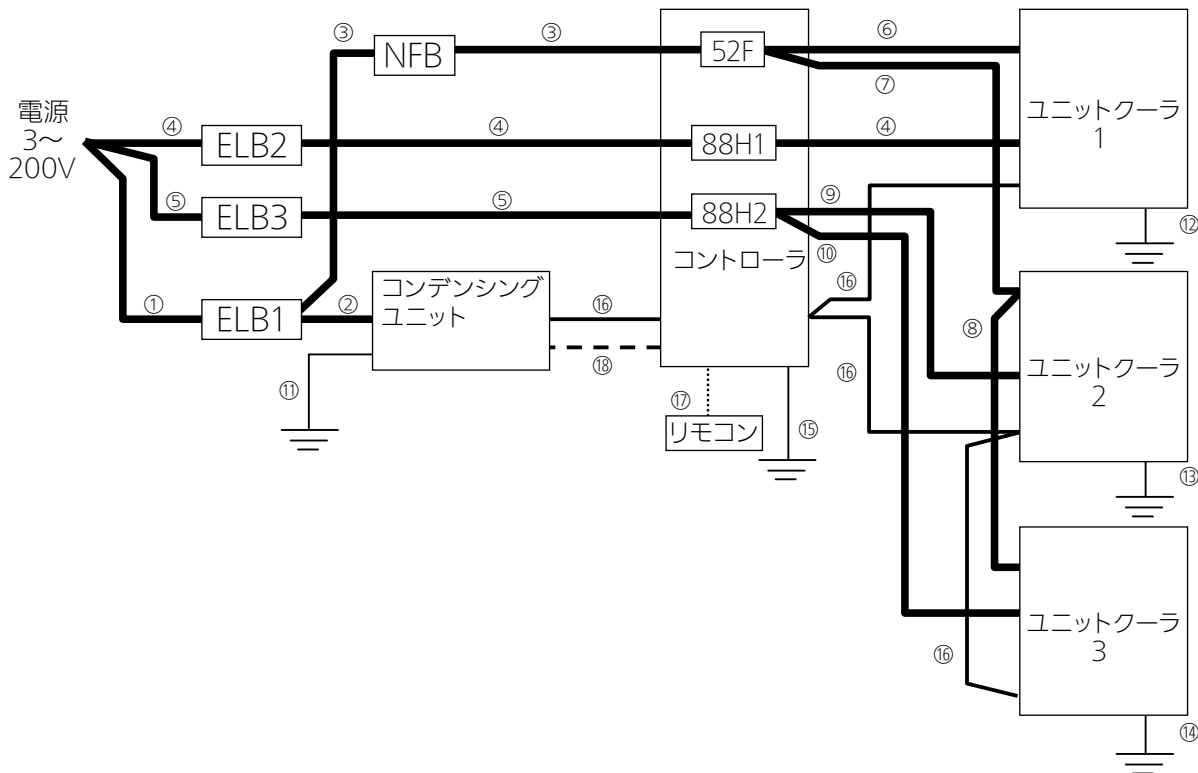 ③
③
⑥
NFB
52F
⑦
電源
3～
200V
④
④
④
ELB2
88H1
ユニットクーラ
1
⑤
⑤
⑨
ELB3
88H2
⑫
⑩
コントローラ
①
②
コンデンシング
ユニット
⑯
⑯
ELB1
⑧
⑱
⑯
ユニットクーラ
2
⑪
⑰
リモコン
⑮
⑬
ユニットクーラ
3
⑯
⑭